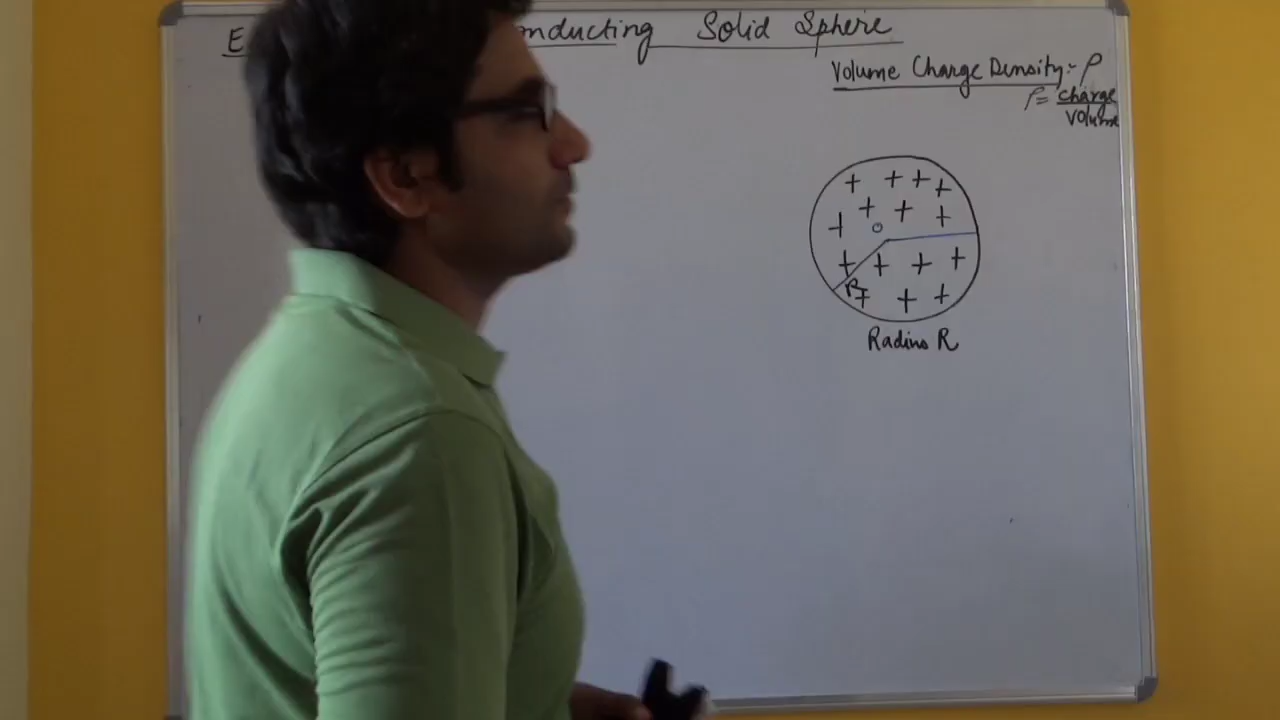 E nducting Solid Sphere
Volume Charge Density:- ρ
ρ = charge
Volume
+ + + +
+ + +
+ O
+ + + +
R
+ + +
Radius R